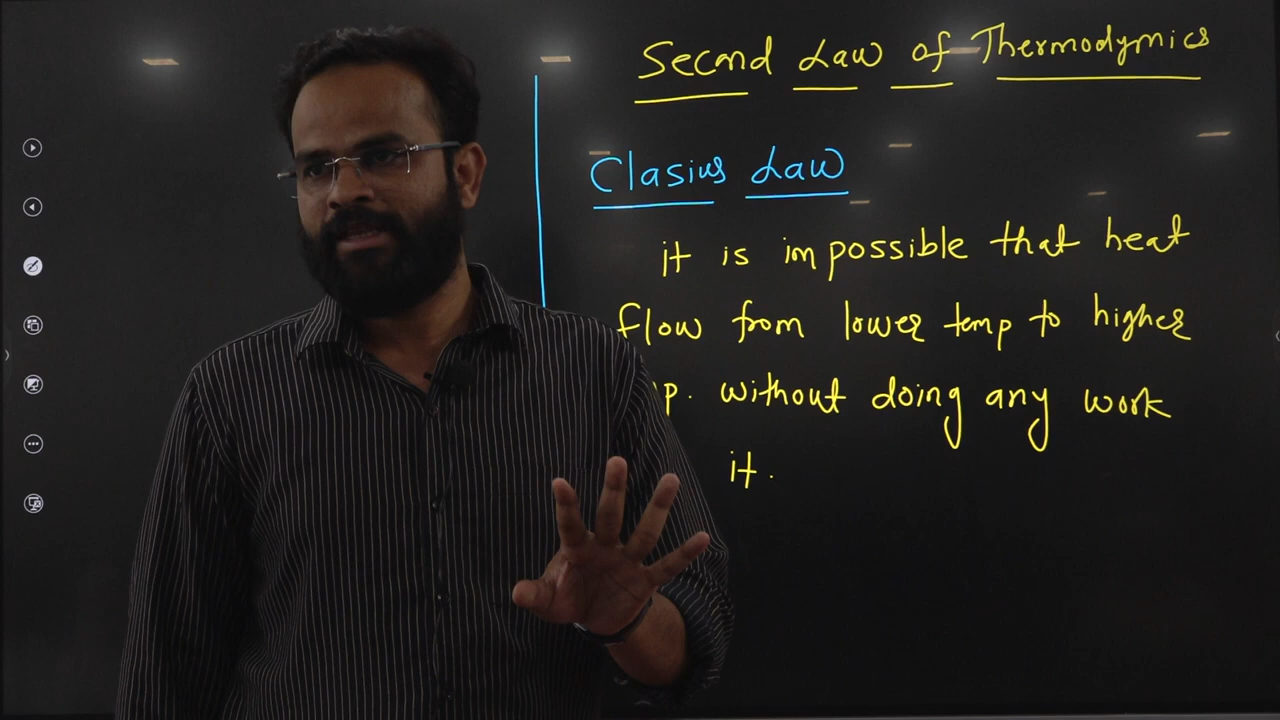 Second Law of Thermodymics
Clasius Law
it is impossible that heat
flow from lower temp to higher
p. without doing any work
it.